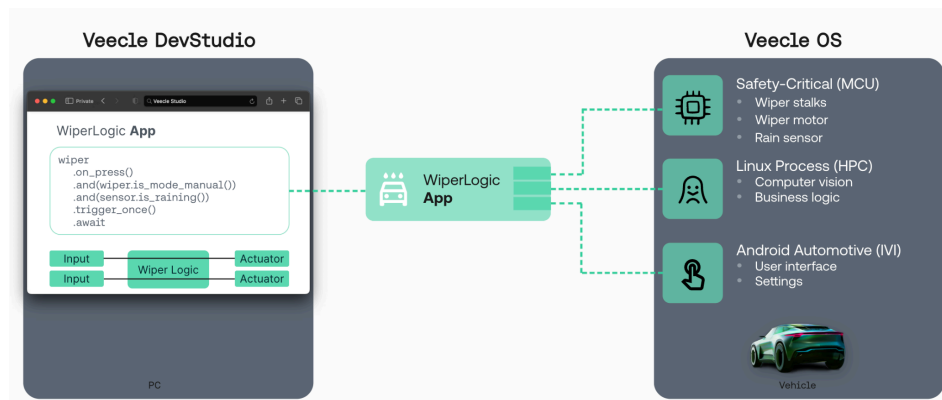 Veecle DevStudio
Private
Veecle Studio
WiperLogic App
wiper
.on_press()
.and(wiper.is_mode_manual())
.and(sensor.is_raining())
.trigger_once()
.await
Input
Wiper Logic
Actuator
Input
Actuator
PC
WiperLogic
App
Veecle OS
Safety-Critical (MCU)
Wiper stalks
Wiper motor
Rain sensor
Linux Process (HPC)
Computer vision
Business logic
Android Automotive (IVI)
User interface
Settings
Vehicle